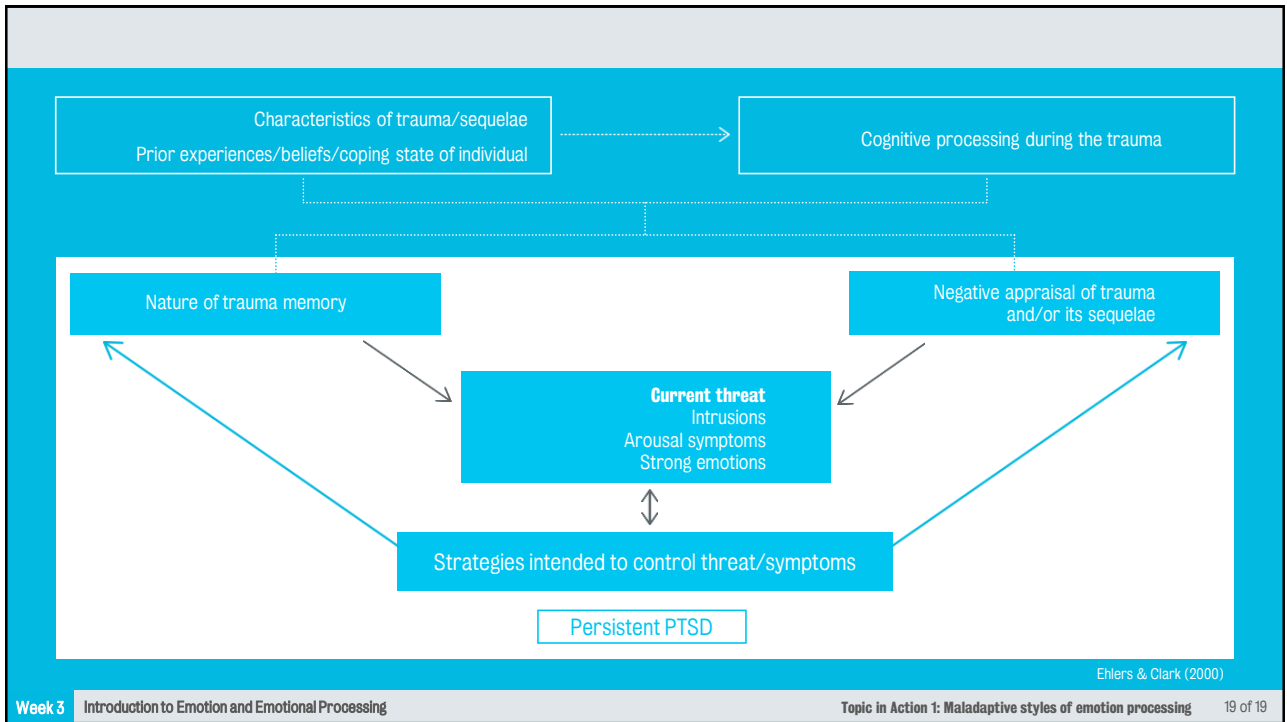 Characteristics of trauma/sequelae
Prior experiences/beliefs/coping state of individual
Cognitive processing during the trauma
Nature of trauma memory
Negative appraisal of trauma
and/or its sequelae
Current threat
Intrusions
Arousal symptoms
Strong emotions
Strategies intended to control threat/symptoms
Persistent PTSD
Ehlers & Clark (2000)
Week 3 Introduction to Emotion and Emotional Processing Topic in Action 1: Maladaptive styles of emotion processing 19 of 19